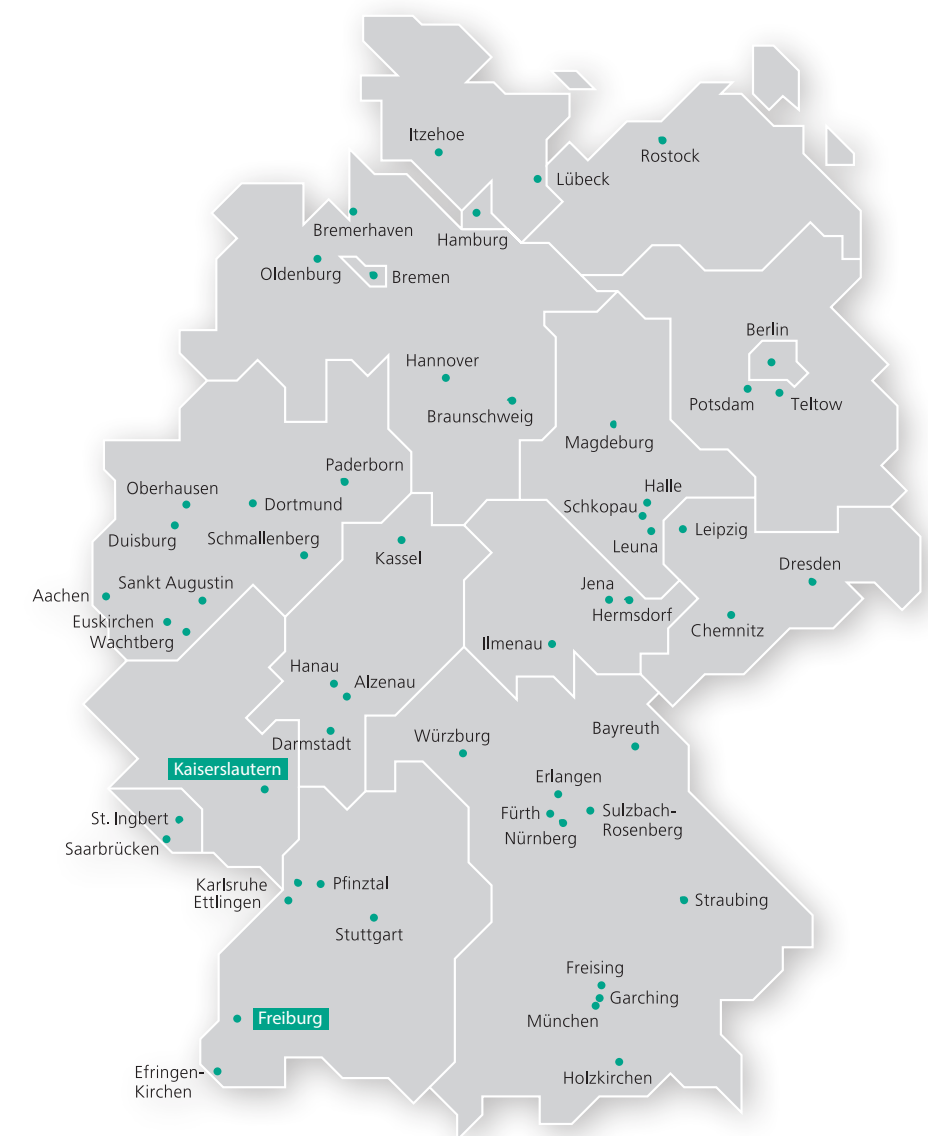 Itzehoe
Rostock
Lübeck
Bremerhaven
Hamburg
Oldenburg
Bremen
Berlin
Hannover
Potsdam
Teltow
Braunschweig
Magdeburg
Paderborn
Oberhausen
Halle
Dortmund
Schkopau
Leipzig
Duisburg
Schmallenberg
Leuna
Kassel
Dresden
Sankt Augustin
Jena
Aachen
Hermsdorf
Euskirchen
Chemnitz
Wachtberg
Ilmenau
Hanau
Alzenau
Bayreuth
Würzburg
Darmstadt
Kaiserslautern
Erlangen
Sulzbach-
Rosenberg
Fürth
Nürnberg
St. Ingbert
Saarbrücken
Karlsruhe
Pfinztal
Ettlingen
Straubing
Stuttgart
Freising
Garching
München
Freiburg
Efringen-
Kirchen
Holzkirchen